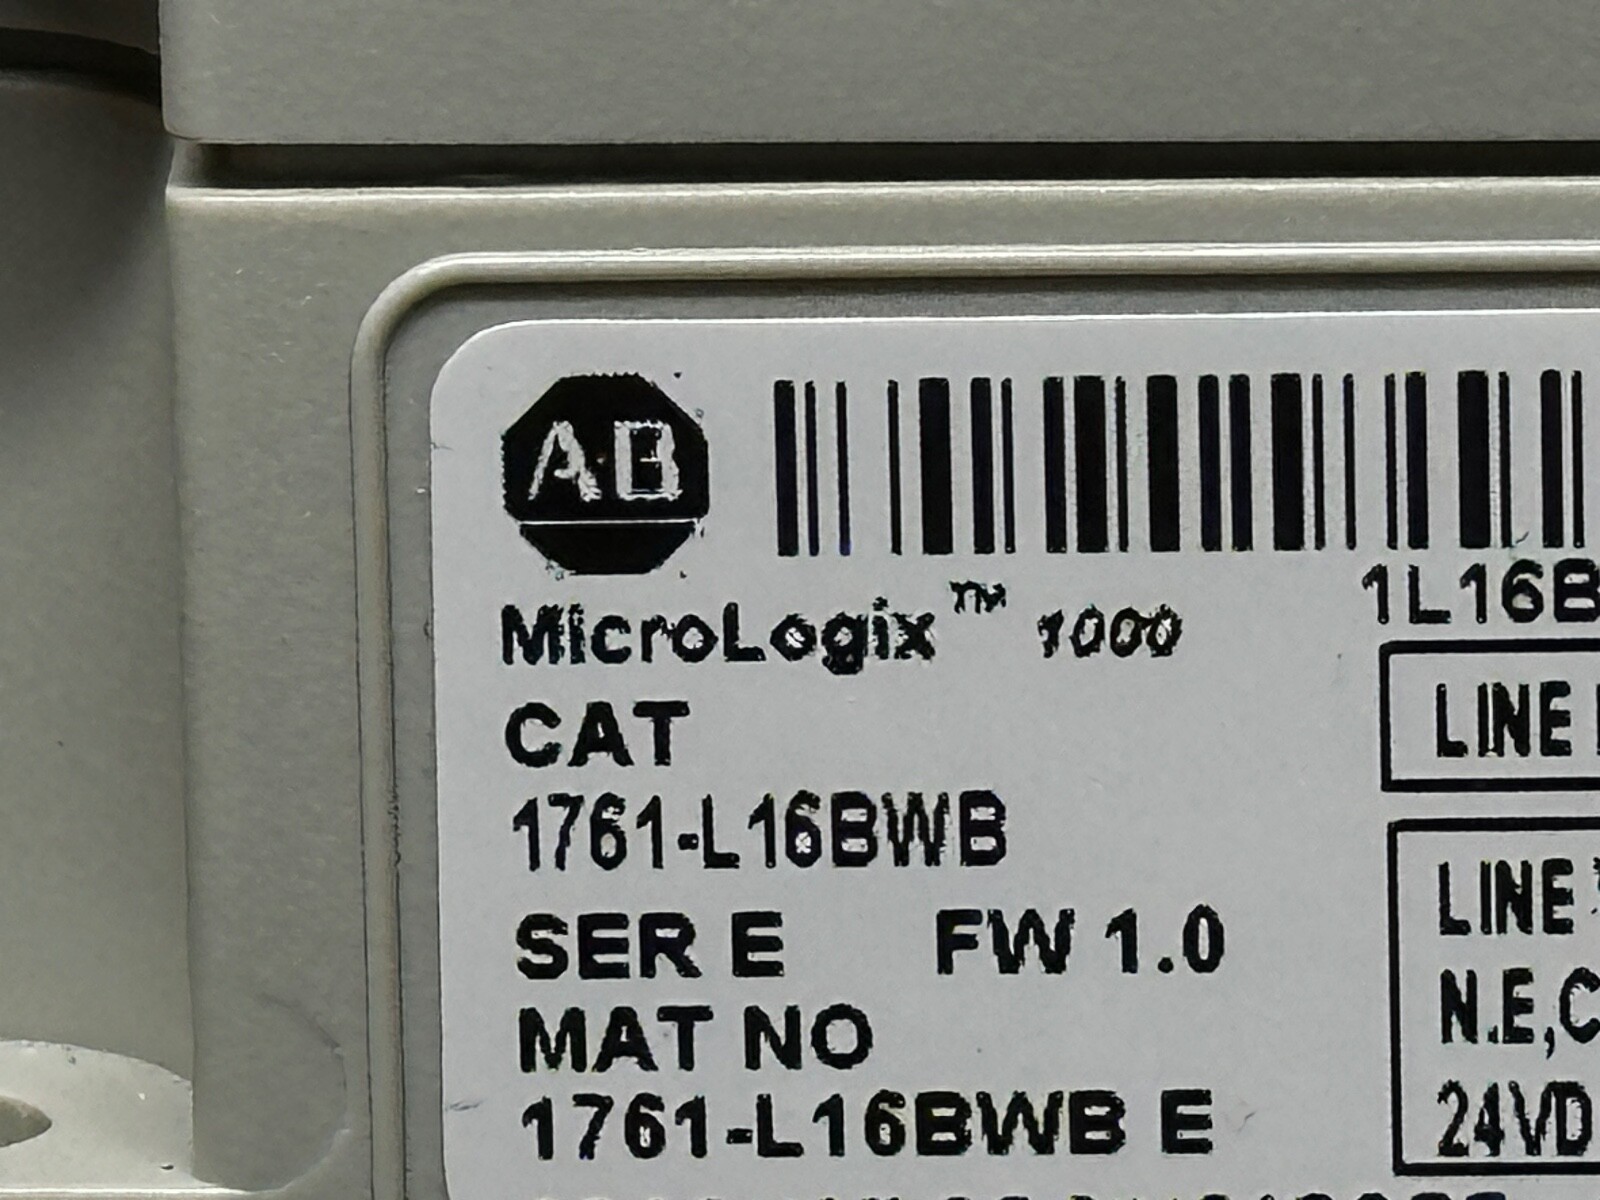 AB
MicroLogix™ 1000
1L16B
CAT
LINE
1761-L16BWB
LINE
SER E FW 1.0
N.E,C
MAT NO
24VD
1761-L16BWB E